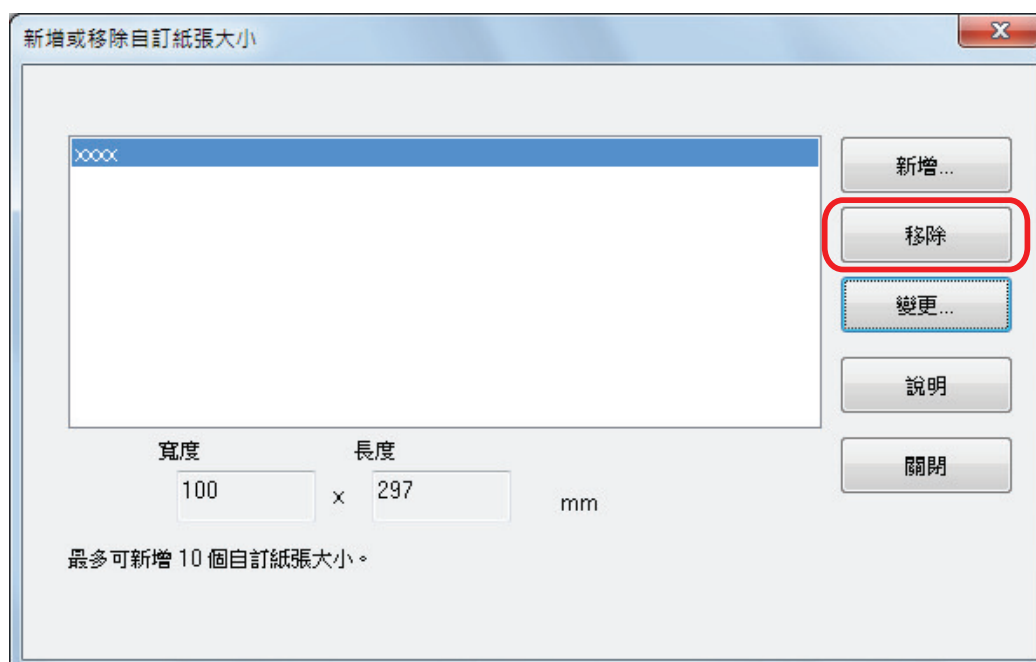 新增或移除自訂紙張大小
xxxx
新增...
移除
變更...
說明
關閉
寬度 長度
100 x 297 mm
最多可新增 10 個自訂紙張大小。